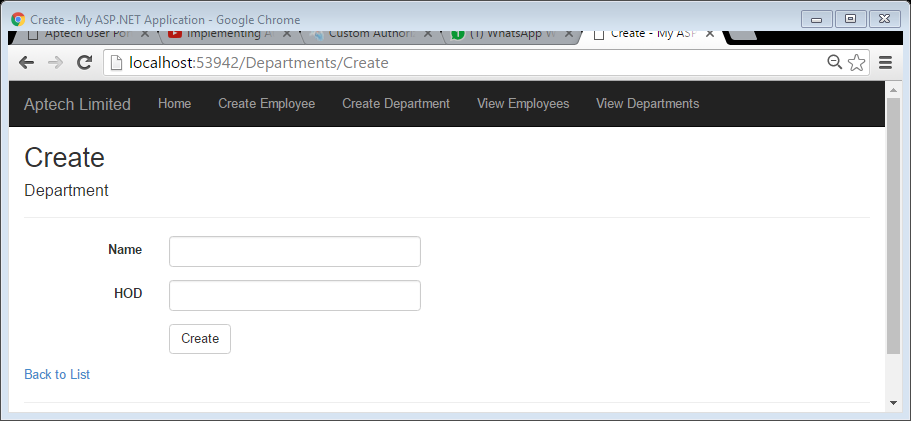 Create - My ASP.NET Application - Google Chrome
Aptech User Por
Implementing A
Custom Author
(1) WhatsApp W
Create - My ASP
localhost:53942/Departments/Create
Aptech Limited Home Create Employee Create Department View Employees View Departments
Create
Department
Name
HOD
Create
Back to List